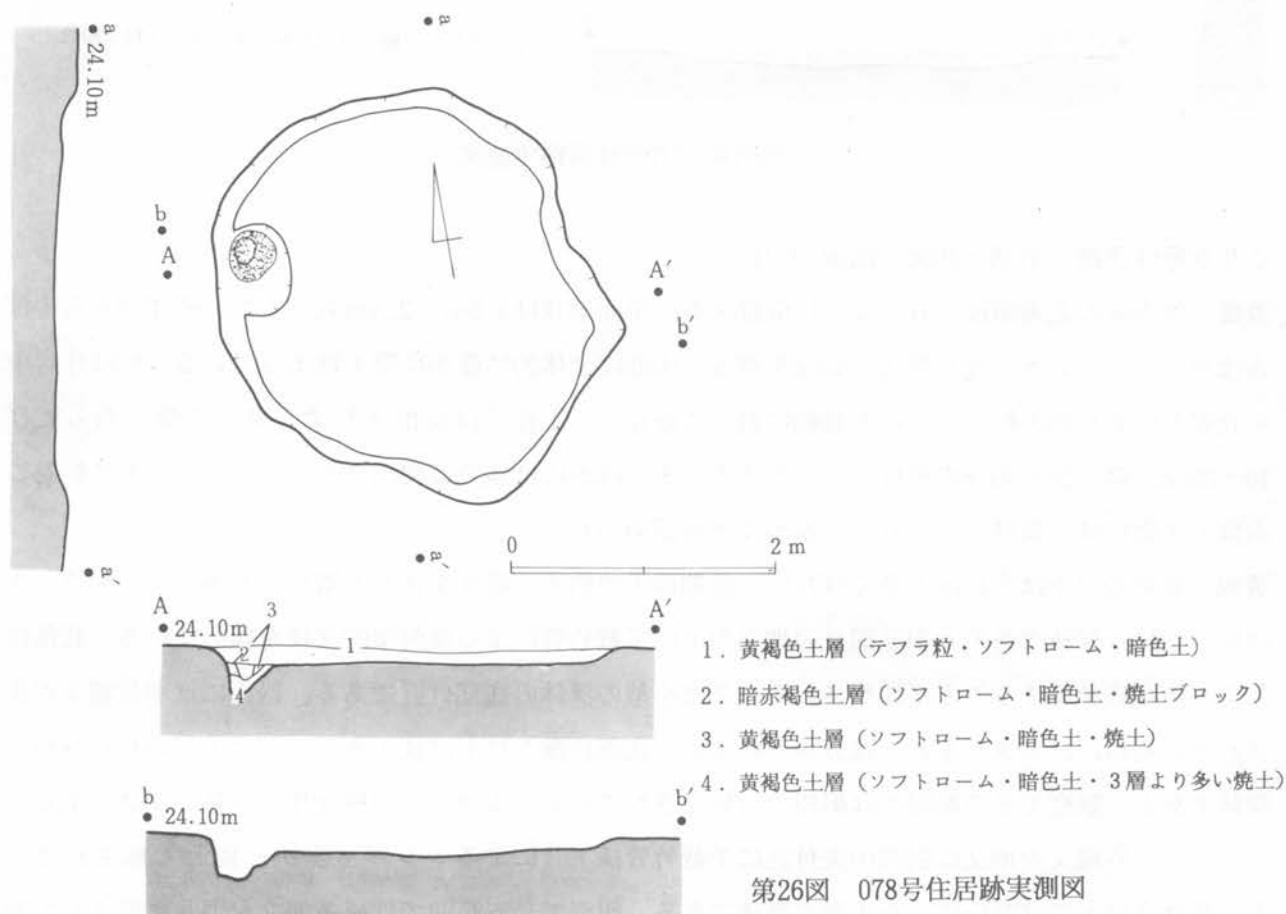 a
24.10m
a′
a
b
A
A′
b′
a′
0 2 m
A 3 A′
24.10m 2 1
4
b b′
24.10m
1．黄褐色土層（テフラ粒・ソフトローム・暗色土）
2．暗赤褐色土層（ソフトローム・暗色土・焼土ブロック）
3．黄褐色土層（ソフトローム・暗色土・焼土）
4．黄褐色土層（ソフトローム・暗色土・3層より多い焼土）
第26図 078号住居跡実測図